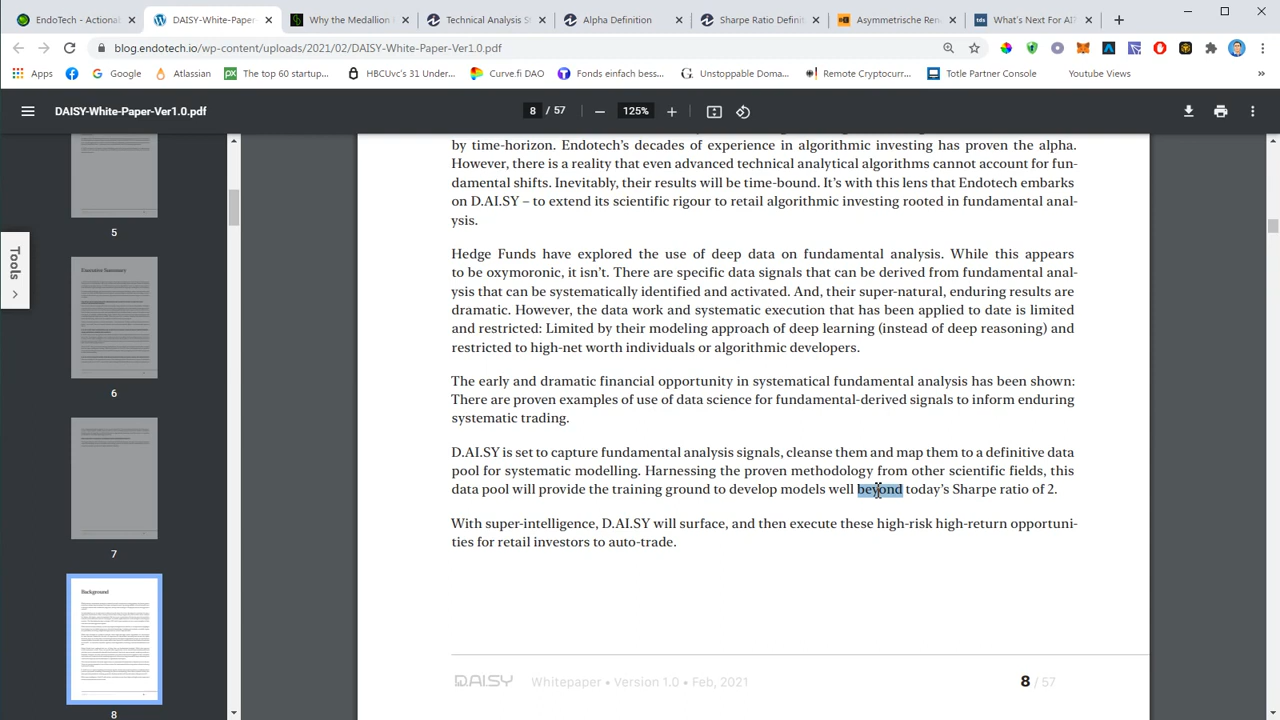 EndoTech - Actional
DAISY-White-Paper-
Why the Medallion
Technical Analysis S
Alpha Definition
Sharpe Ratio Definit
Asymmetrische Ren
What's Next For AI?
blog.endotech.io/wp-content/uploads/2021/02/DAISY-White-Paper-Ver1.0.pdf
Apps
Google
Atlassian
The top 60 startup...
HBCUvc's 31 Under...
Curve.fi DAO
Fonds einfach bess...
Unstoppable Doma...
Remote Cryptocurr...
Totle Partner Console
Youtube Views
»
DAISY-White-Paper-Ver1.0.pdf
8 / 57
125%
Tools
5
Executive Summary
6
7
Background
8
by time-horizon. Endotech's decades of experience in algorithmic investing has proven the alpha.
However, there is a reality that even advanced technical analytical algorithms cannot account for fun-
damental shifts. Inevitably, their results will be time-bound. It's with this lens that Endotech embarks
on D.AI.SY – to extend its scientific rigour to retail algorithmic investing rooted in fundamental anal-
ysis.
Hedge Funds have explored the use of deep data on fundamental analysis. While this appears
to be oxymoronic, it isn't. There are specific data signals that can be derived from fundamental anal-
ysis that can be systematically identified and activated. And, their super-natural, enduring results are
dramatic. However, the data work and systematic execution that has been applied to date is limited
and restricted. Limited by their modeling approach of deep learning (instead of deep reasoning) and
restricted to high-net worth individuals or algorithmic developers.
The early and dramatic financial opportunity in systematical fundamental analysis has been shown:
There are proven examples of use of data science for fundamental-derived signals to inform enduring
systematic trading.
D.AI.SY is set to capture fundamental analysis signals, cleanse them and map them to a definitive data
pool for systematic modelling. Harnessing the proven methodology from other scientific fields, this
data pool will provide the training ground to develop models well beyond today's Sharpe ratio of 2.
With super-intelligence, D.AI.SY will surface, and then execute these high-risk high-return opportuni-
ties for retail investors to auto-trade.
D.AI.SY Whitepaper • Version 1.0 • Feb, 2021
8 / 57